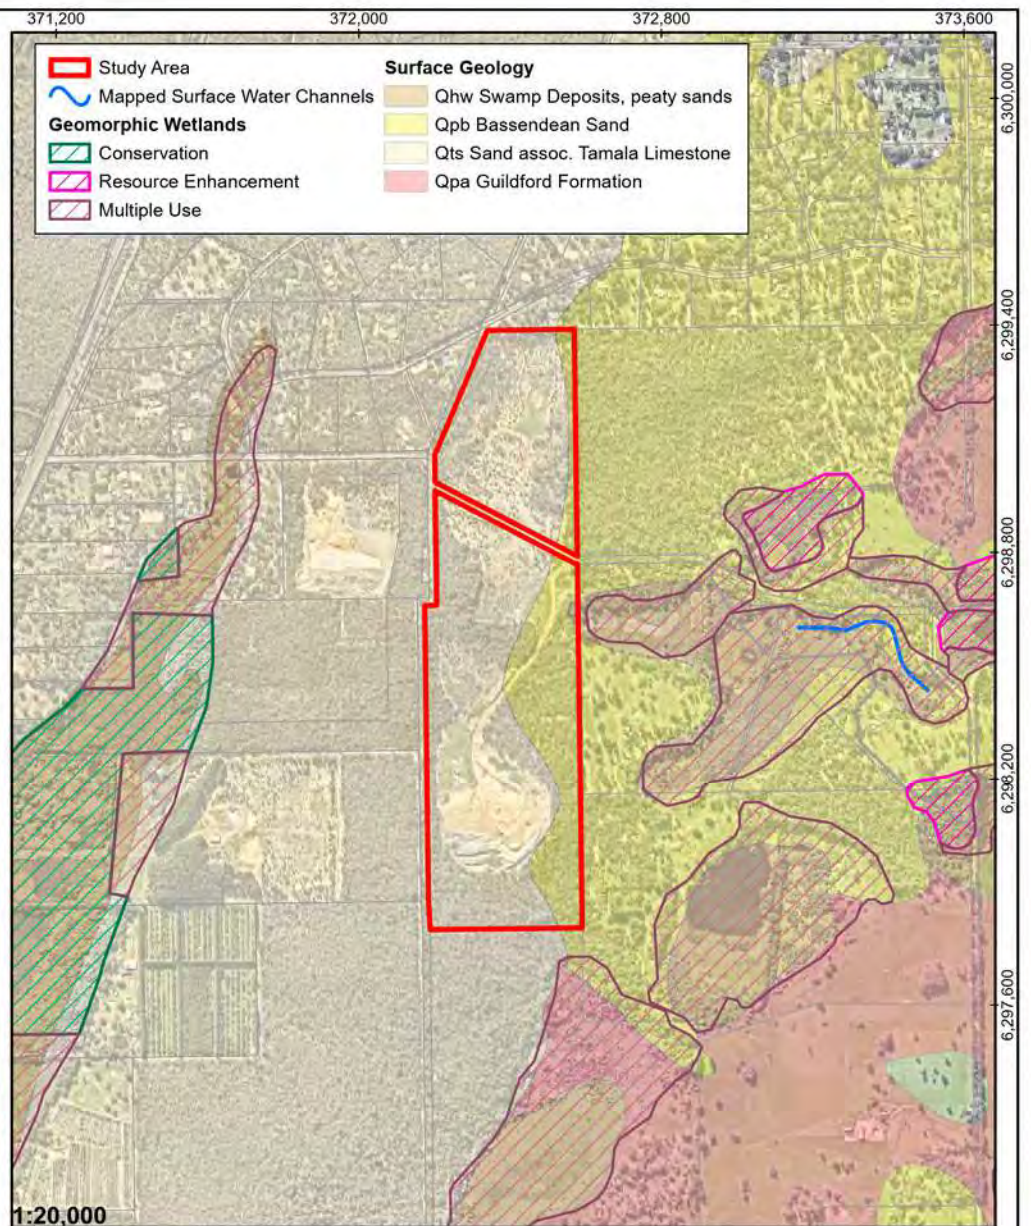 371,200 372,000 372,800 373,600
Study Area
Mapped Surface Water Channels
Geomorphic Wetlands
Conservation
Resource Enhancement
Multiple Use
Surface Geology
Qhw Swamp Deposits, peaty sands
Qpb Bassendean Sand
Qts Sand assoc. Tamala Limestone
Qpa Guildford Formation
6,300,000
6,299,400
6,298,800
6,298,200
6,297,600
1:20,000